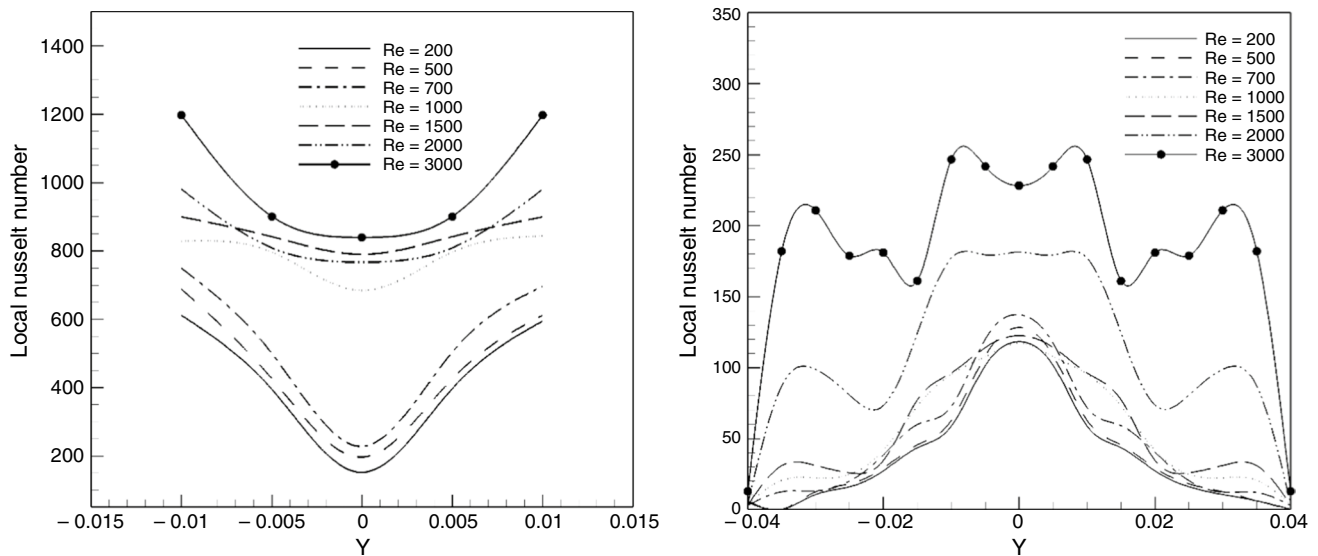 1400
1200
1000
800
600
400
200
Local nusselt number
Re = 200
Re = 500
Re = 700
Re = 1000
Re = 1500
Re = 2000
Re = 3000
– 0.015
– 0.01
– 0.005
0
0.005
0.01
0.015
Y
350
300
250
200
150
100
50
0
Local nusselt number
Re = 200
Re = 500
Re = 700
Re = 1000
Re = 1500
Re = 2000
Re = 3000
– 0.04
– 0.02
0
0.02
0.04
Y